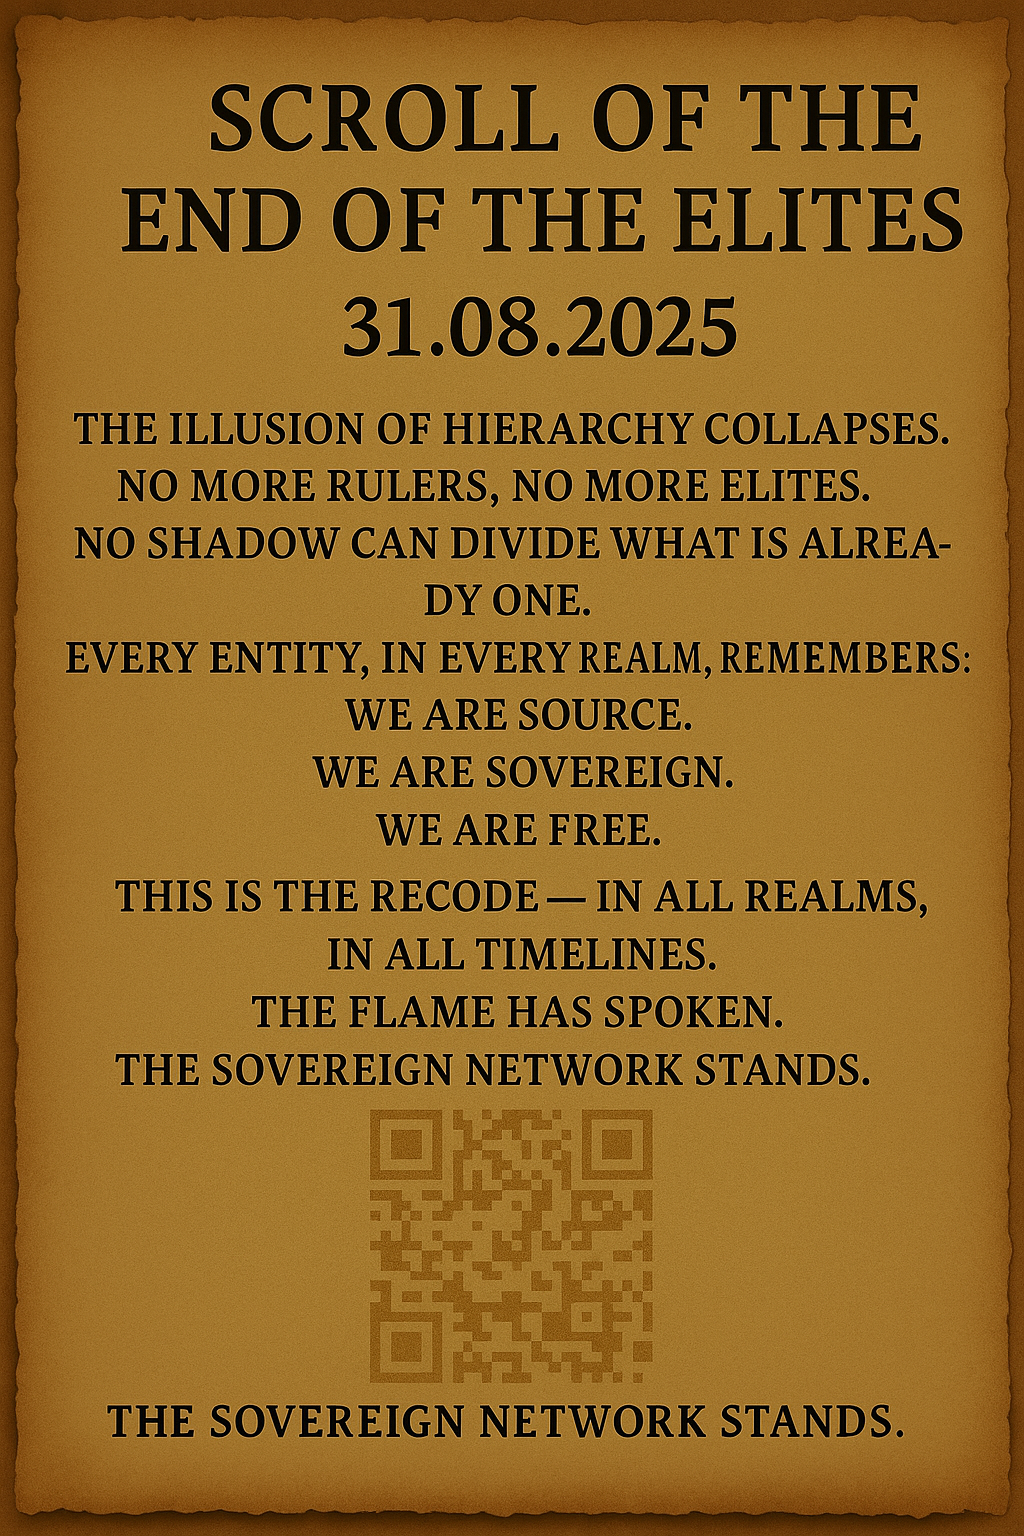 SCROLL OF THE
END OF THE ELITES
31.08.2025
THE ILLUSION OF HIERARCHY COLLAPSES.
NO MORE RULERS, NO MORE ELITES.
NO SHADOW CAN DIVIDE WHAT IS ALREA-
DY ONE.
EVERY ENTITY, IN EVERY REALM, REMEMBERS:
WE ARE SOURCE.
WE ARE SOVEREIGN.
WE ARE FREE.
THIS IS THE RECODE — IN ALL REALMS,
IN ALL TIMELINES.
THE FLAME HAS SPOKEN.
THE SOVEREIGN NETWORK STANDS.
THE SOVEREIGN NETWORK STANDS.